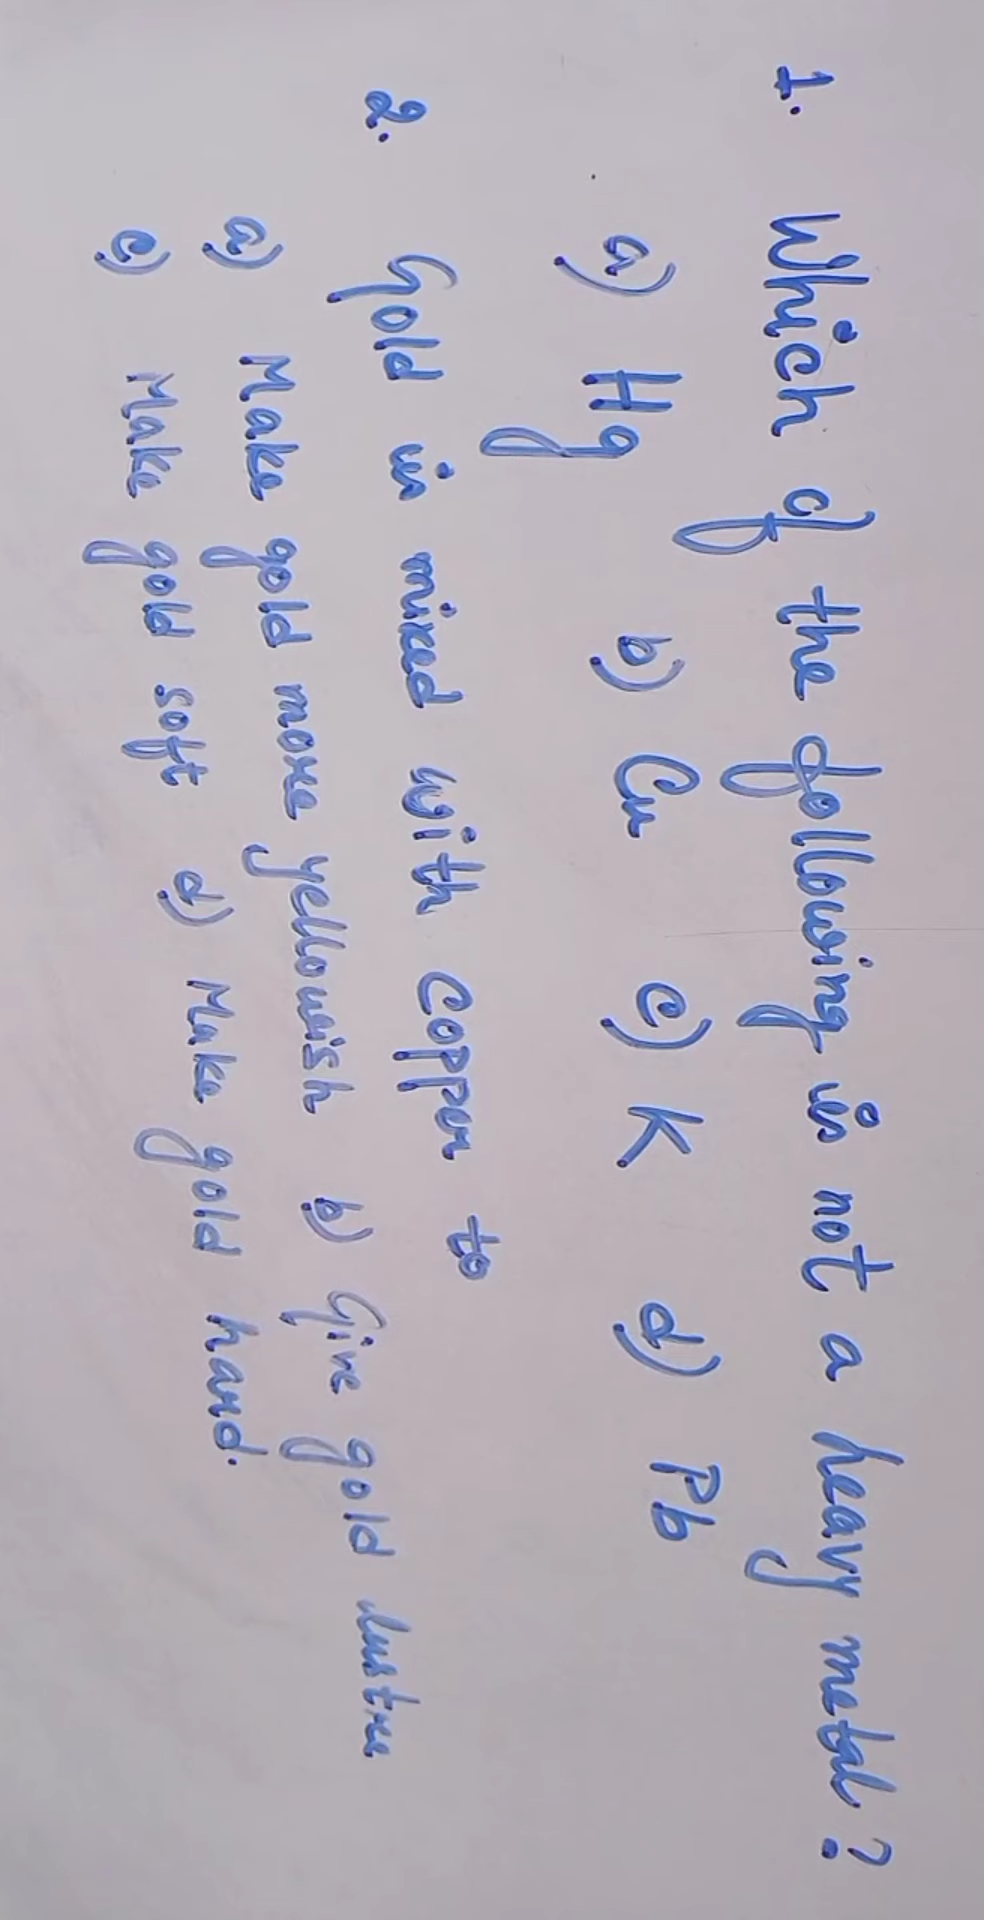 1. Which of the following is not a heavy metal?
a) Hg b) Cu c) K d) Pb
2. Gold is mixed with Copper to
a) Make gold more yellowish b) Give gold lustre
c) Make gold soft d) Make gold hard.